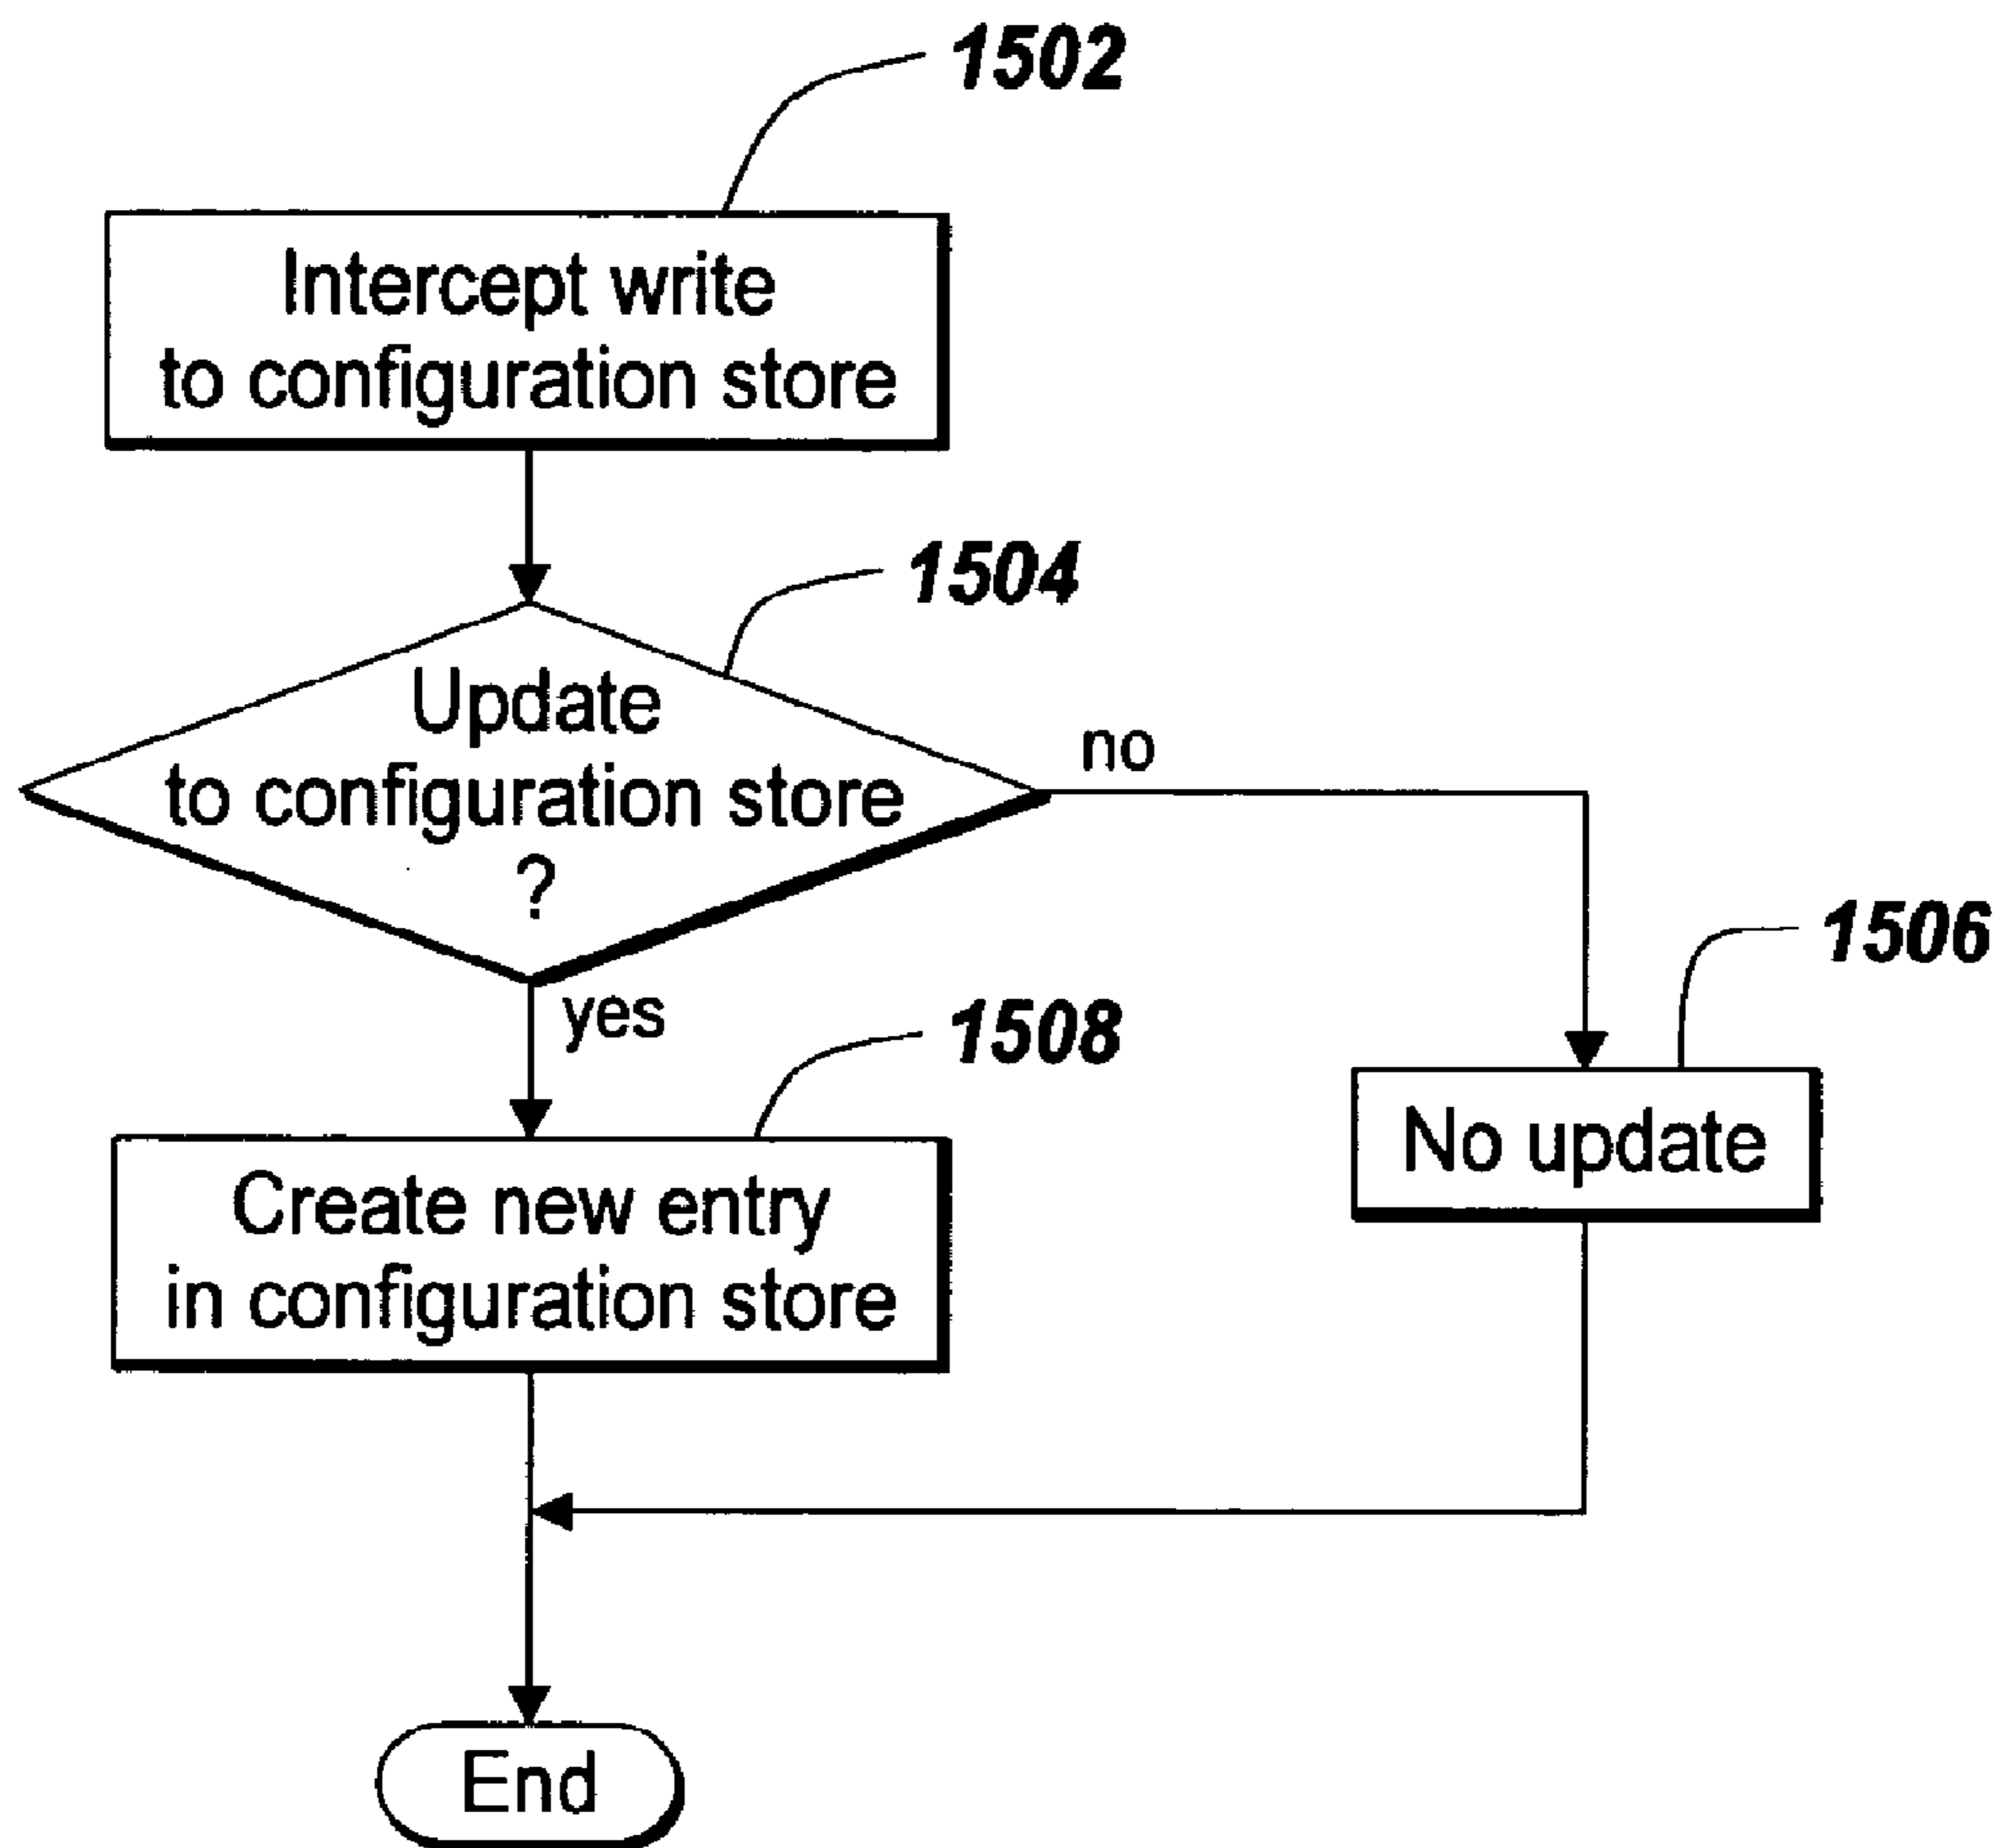 1502
Intercept write
to configuration store
1504
Update
to configuration store
?
no
yes
1506
No update
1508
Create new entry
in configuration store
End